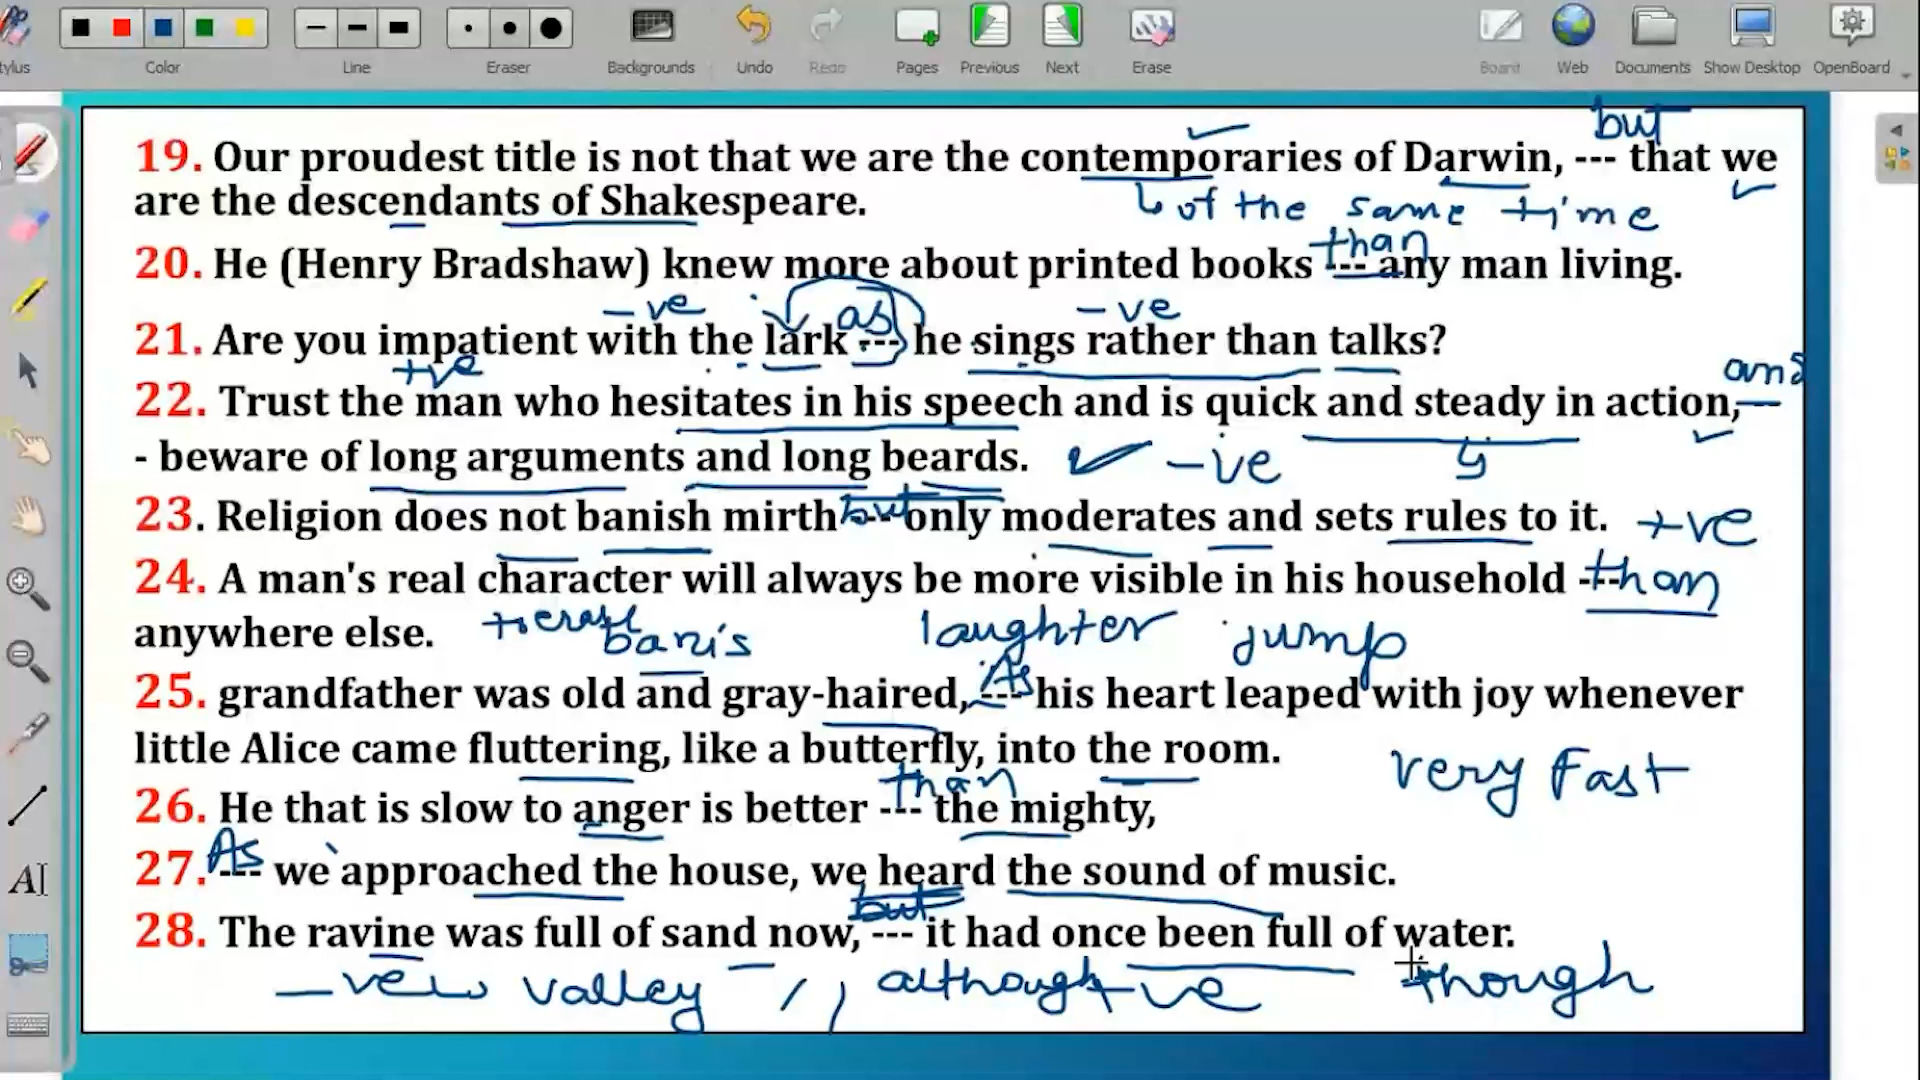 tylus Color Line Eraser Backgrounds Undo Redo Pages Previous Next Erase Board Web Documents Show Desktop OpenBoard
but
19. Our proudest title is not that we are the contemporaries of Darwin, --- that we
are the descendants of Shakespeare.
of the same time
than
20. He (Henry Bradshaw) knew more about printed books --- any man living.
-ve as -ve
21. Are you impatient with the lark --- he sings rather than talks?
+ve and
22. Trust the man who hesitates in his speech and is quick and steady in action,--
- beware of long arguments and long beards. -ive
23. Religion does not banish mirth --- but only moderates and sets rules to it. +ve
24. A man's real character will always be more visible in his household --- than
anywhere else. banis laughter jump
As
25. grandfather was old and gray-haired, --- his heart leaped with joy whenever
little Alice came fluttering, like a butterfly, into the room. very Fast
than
26. He that is slow to anger is better --- the mighty,
As
27. --- we approached the house, we heard the sound of music.
but
28. The ravine was full of sand now, --- it had once been full of water.
-ve valley although +ve though
AI